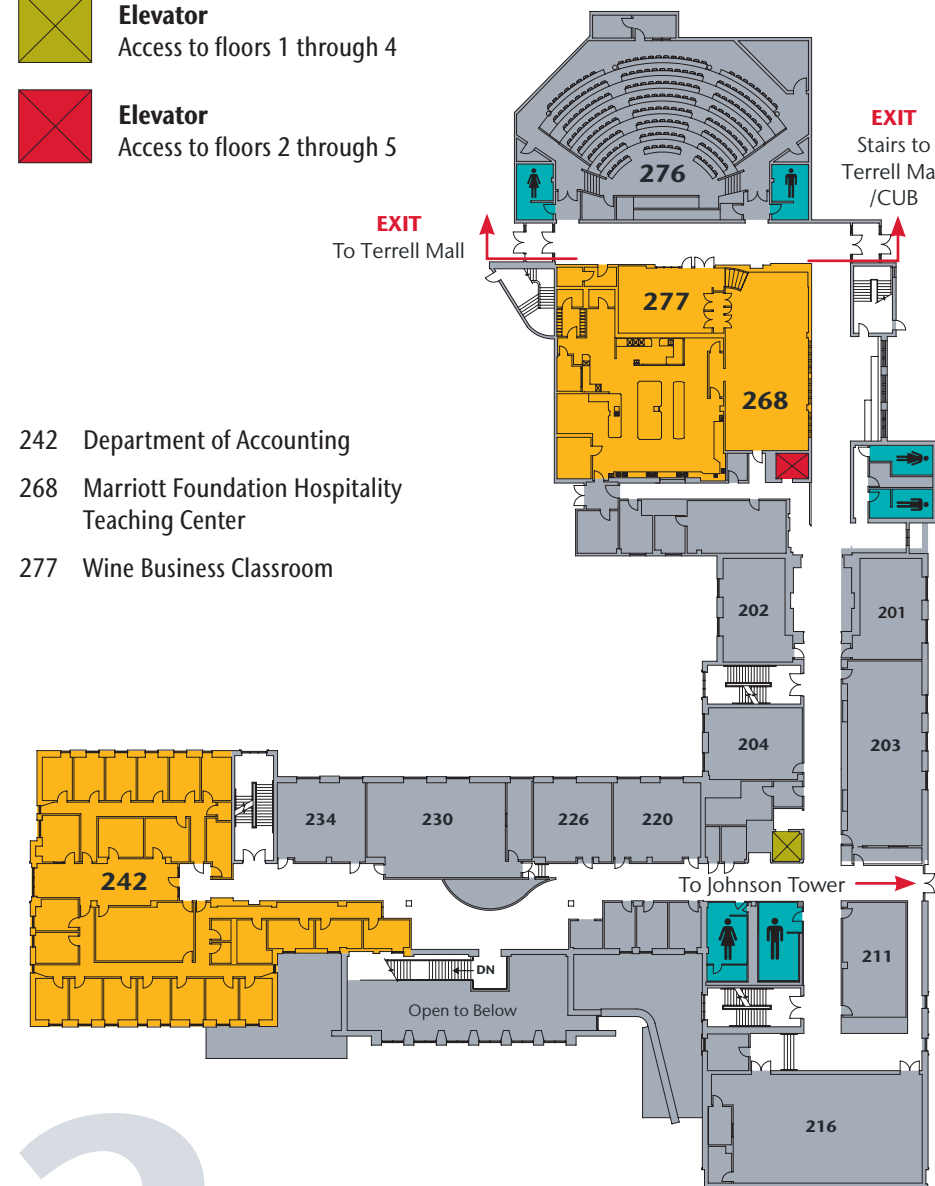 Elevator
Access to floors 1 through 4
Elevator
Access to floors 2 through 5
EXIT
Stairs to
Terrell Ma
/CUB
276
EXIT
To Terrell Mall
277
268
242 Department of Accounting
268 Marriott Foundation Hospitality
Teaching Center
277 Wine Business Classroom
202
201
204
203
234
230
226
220
242
To Johnson Tower
211
DN
Open to Below
216